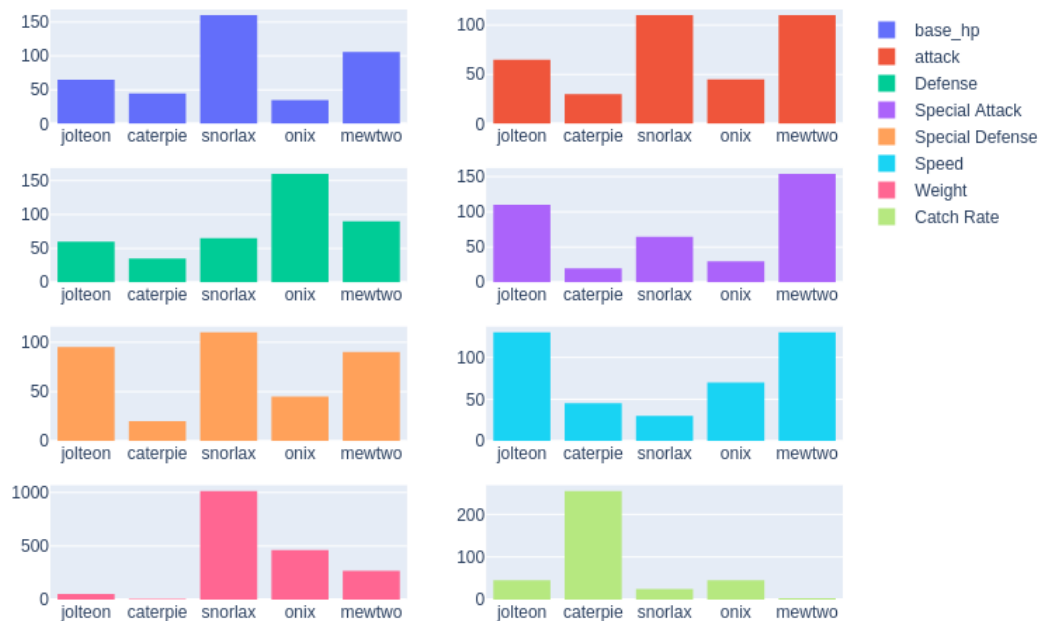 150
100
50
0
jolteon caterpie snorlax onix mewtwo
100
50
0
jolteon caterpie snorlax onix mewtwo
base_hp
attack
Defense
Special Attack
Special Defense
Speed
Weight
Catch Rate
150
100
50
0
jolteon caterpie snorlax onix mewtwo
150
100
50
0
jolteon caterpie snorlax onix mewtwo
100
50
0
jolteon caterpie snorlax onix mewtwo
100
50
0
jolteon caterpie snorlax onix mewtwo
1000
500
0
jolteon caterpie snorlax onix mewtwo
200
100
0
jolteon caterpie snorlax onix mewtwo